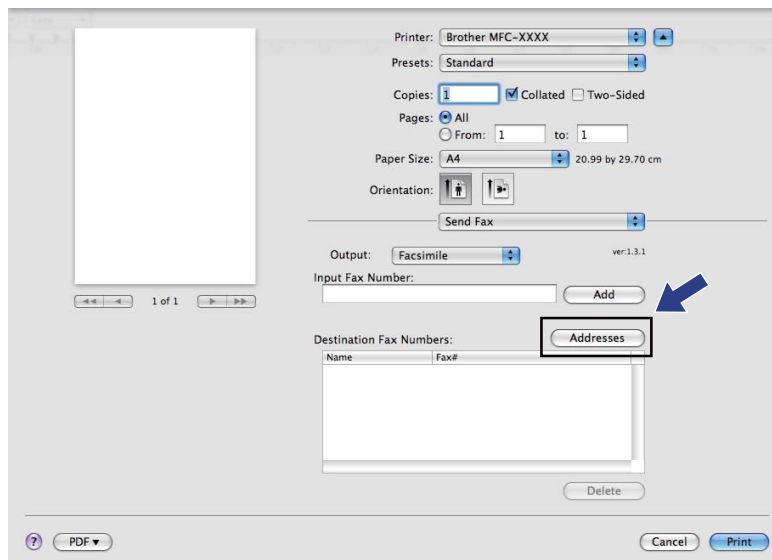 Printer: Brother MFC-XXXX
Presets: Standard
Copies: 1 Collated Two-Sided
Pages: All
From: 1 to: 1
Paper Size: A4 20.99 by 29.70 cm
Orientation:
Send Fax
Output: Facsimile ver:1.3.1
Input Fax Number:
Add
1 of 1
Destination Fax Numbers: Addresses
Name Fax#
Delete
? PDF Cancel Print